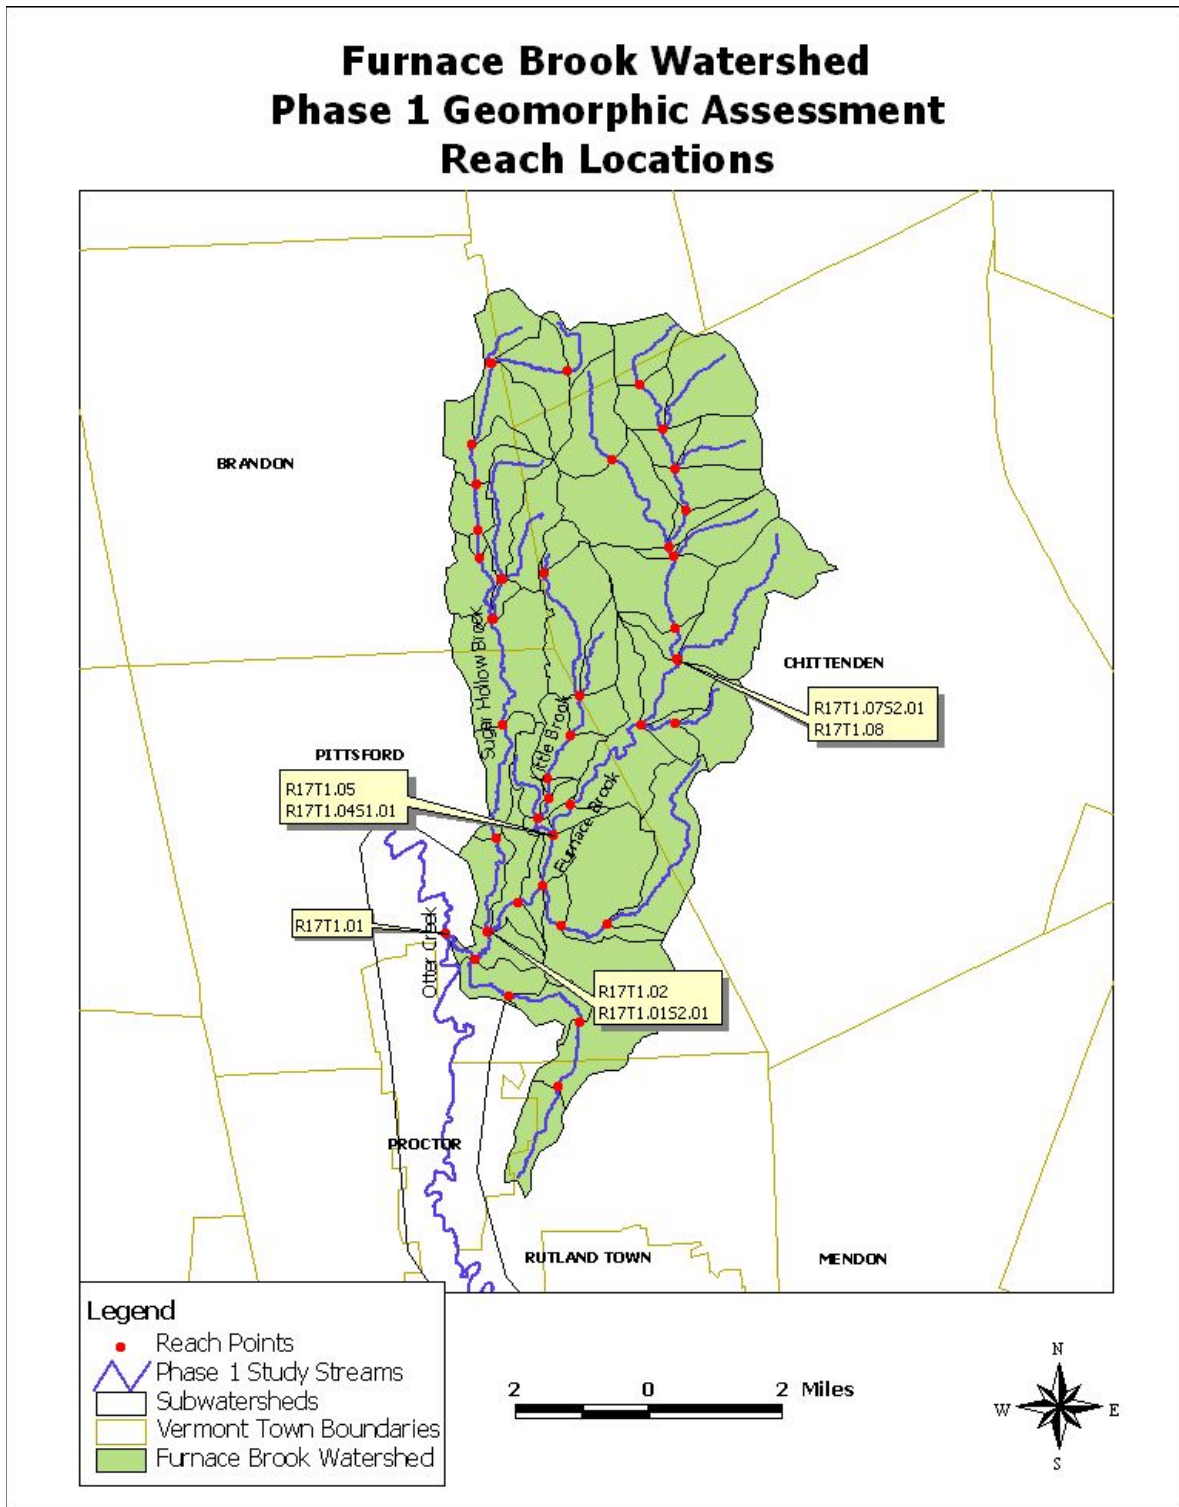 Furnace Brook Watershed
Phase 1 Geomorphic Assessment
Reach Locations
BRANDON
Sugar Hollow Brook
CHITTENDEN
R17T1.07S2.01
R17T1.08
Little Brook
PITTSFORD
R17T1.05
R17T1.04S1.01
Furnace Brook
R17T1.01
Otter Creek
R17T1.02
R17T1.01S2.01
PROCTOR
RUTLAND TOWN
MENDON
Legend
Reach Points
Phase 1 Study Streams
Subwatersheds
Vermont Town Boundaries
Furnace Brook Watershed
2 0 2 Miles
N
W E
S